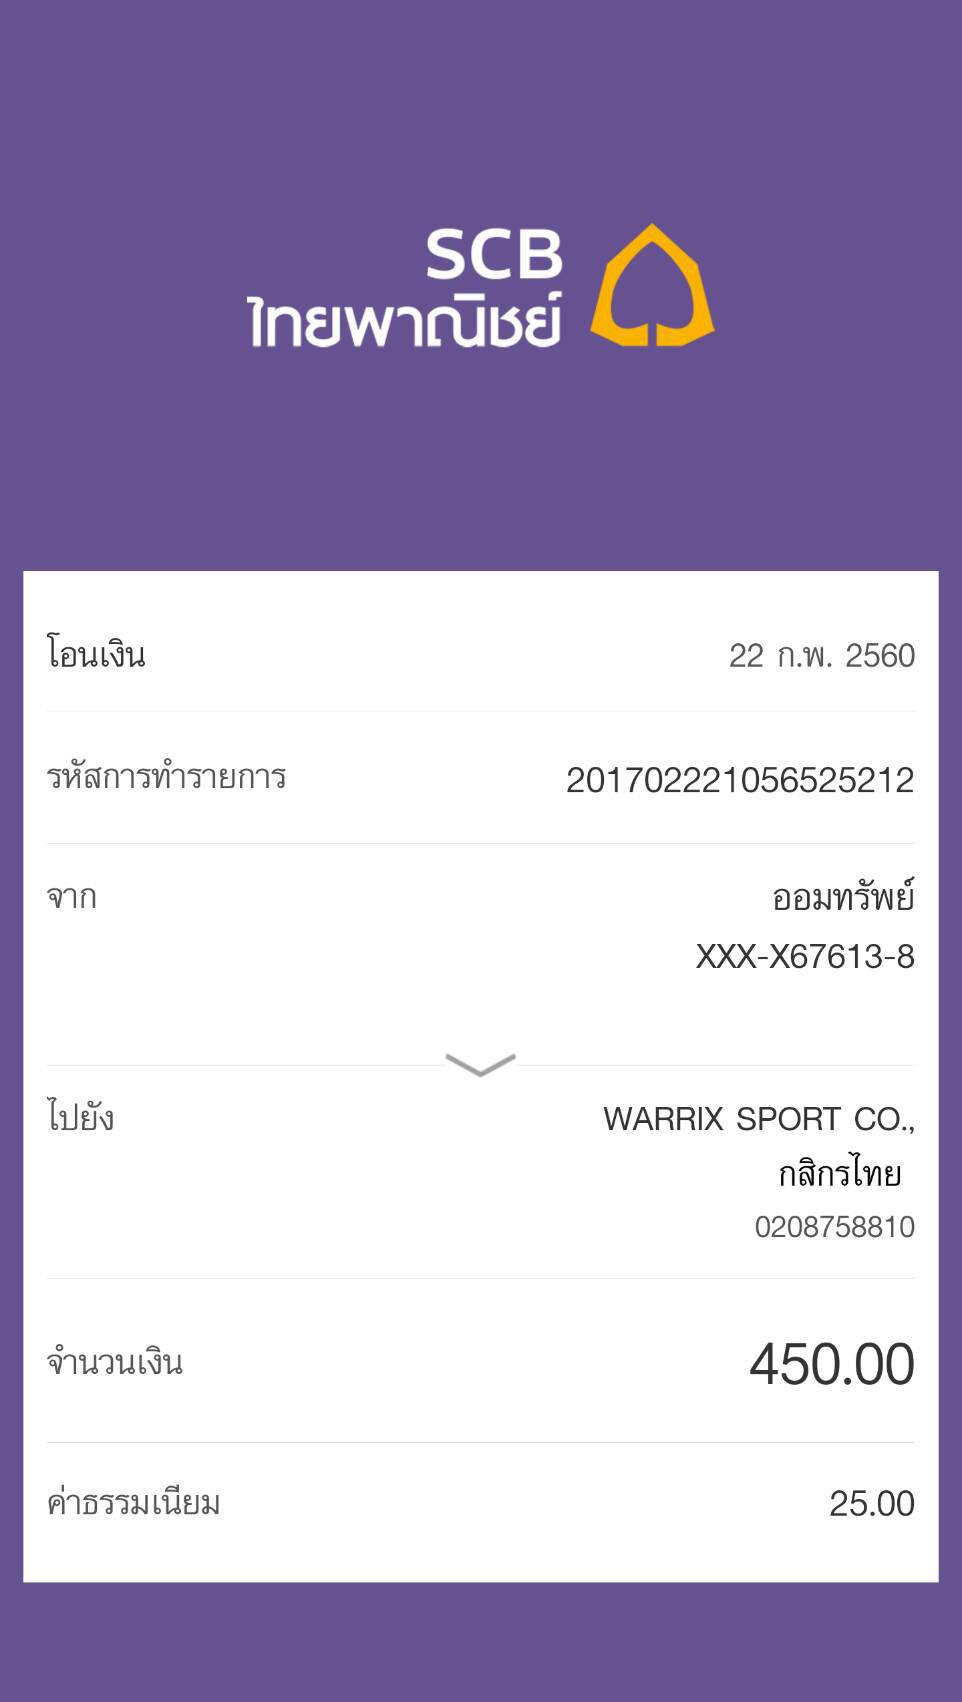 SCB
ไทยพาณิชย์
โอนเงิน 22 ก.พ. 2560
รหัสการทำรายการ 201702221056525212
จาก ออมทรัพย์
XXX-X67613-8
ไปยัง WARRIX SPORT CO.,
กสิกรไทย
0208758810
จำนวนเงิน 450.00
ค่าธรรมเนียม 25.00